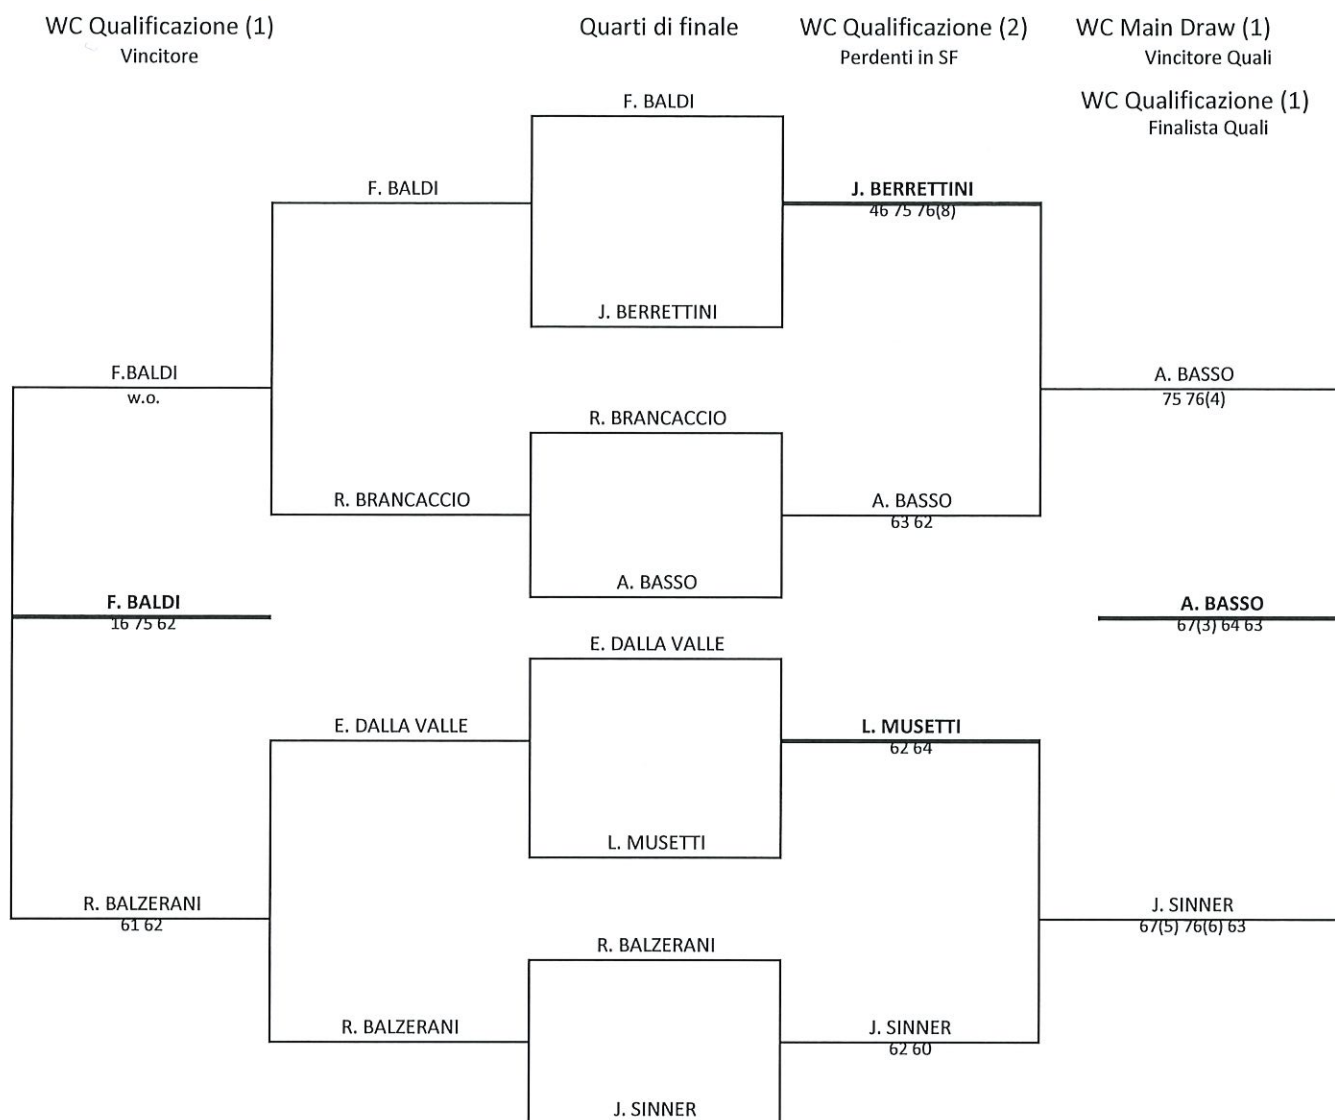 WC Qualificazione (1)
Vincitore
Quarti di finale
WC Qualificazione (2)
Perdenti in SF
WC Main Draw (1)
Vincitore Quali
WC Qualificazione (1)
Finalista Quali
F. BALDI
F. BALDI
J. BERRETTINI
46 75 76(8)
J. BERRETTINI
F.BALDI
w.o.
A. BASSO
75 76(4)
R. BRANCACCIO
R. BRANCACCIO
A. BASSO
63 62
A. BASSO
F. BALDI
16 75 62
A. BASSO
67(3) 64 63
E. DALLA VALLE
E. DALLA VALLE
L. MUSETTI
62 64
L. MUSETTI
R. BALZERANI
61 62
J. SINNER
67(5) 76(6) 63
R. BALZERANI
R. BALZERANI
J. SINNER
62 60
J. SINNER